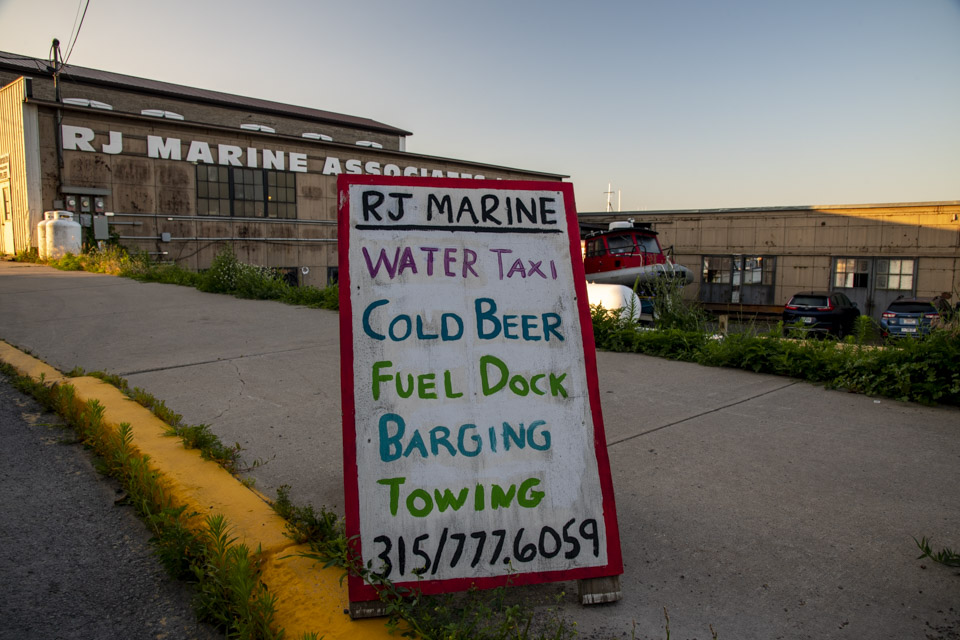 RJ MARINE ASSOCIATES
RJ MARINE
WATER TAXI
COLD BEER
FUEL DOCK
BARGING
TOWING
315/777.6059